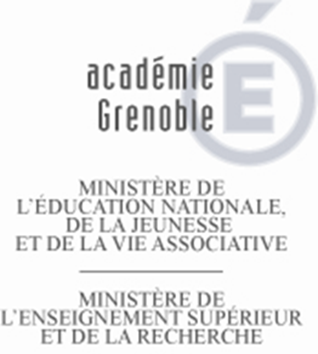 académie
Grenoble
É
MINISTÈRE DE
L'ÉDUCATION NATIONALE,
DE LA JEUNESSE
ET DE LA VIE ASSOCIATIVE
MINISTÈRE DE
L'ENSEIGNEMENT SUPÉRIEUR
ET DE LA RECHERCHE